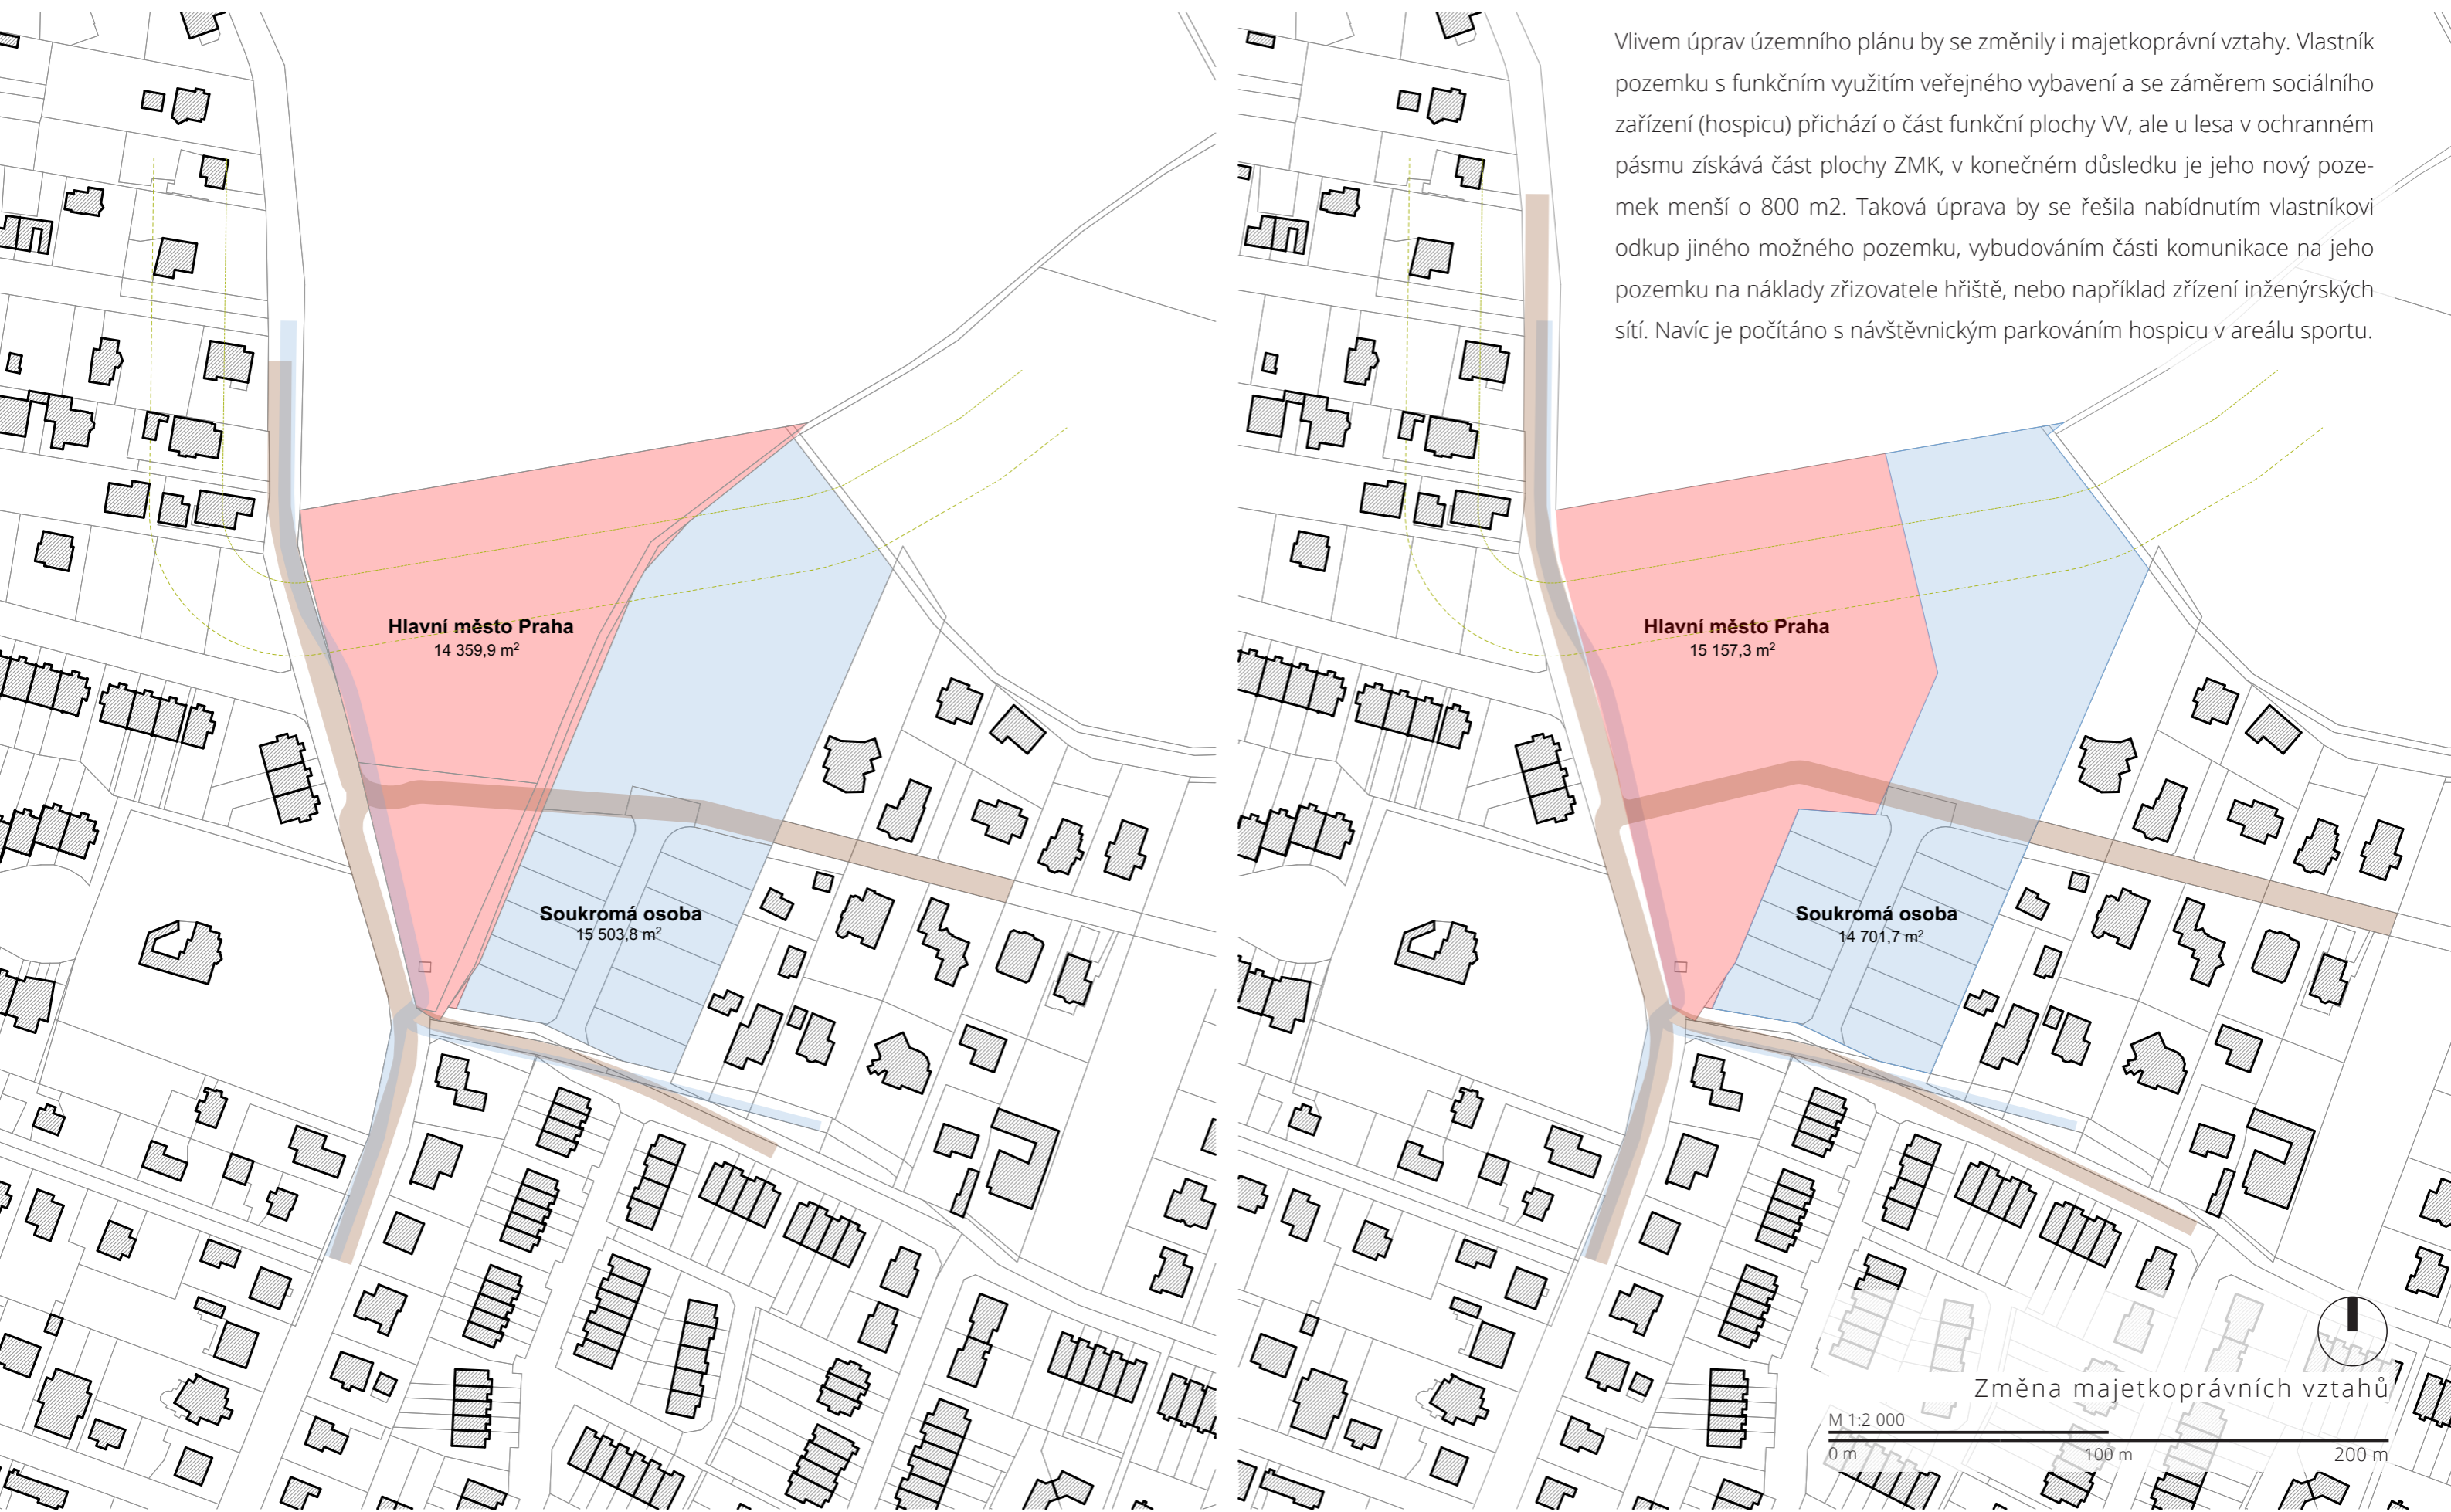 Vlivem úprav územního plánu by se změnily i majetkoprávní vztahy. Vlastník
pozemku s funkčním využitím veřejného vybavení a se záměrem sociálního
zařízení (hospicu) přichází o část funkční plochy VV, ale u lesa v ochranném
pásmu získává část plochy ZMK, v konečném důsledku je jeho nový poze-
mek menší o 800 m2. Taková úprava by se řešila nabídnutím vlastníkovi
odkup jiného možného pozemku, vybudováním části komunikace na jeho
pozemku na náklady zřizovatele hřiště, nebo například zřízení inženýrských
sítí. Navíc je počítáno s návštěvnickým parkováním hospicu v areálu sportu.
Hlavní město Praha
14 359,9 m²
Soukromá osoba
15 503,8 m²
Hlavní město Praha
15 157,3 m²
Soukromá osoba
14 701,7 m²
Změna majetkoprávních vztahů
M 1:2 000
0 m 100 m 200 m